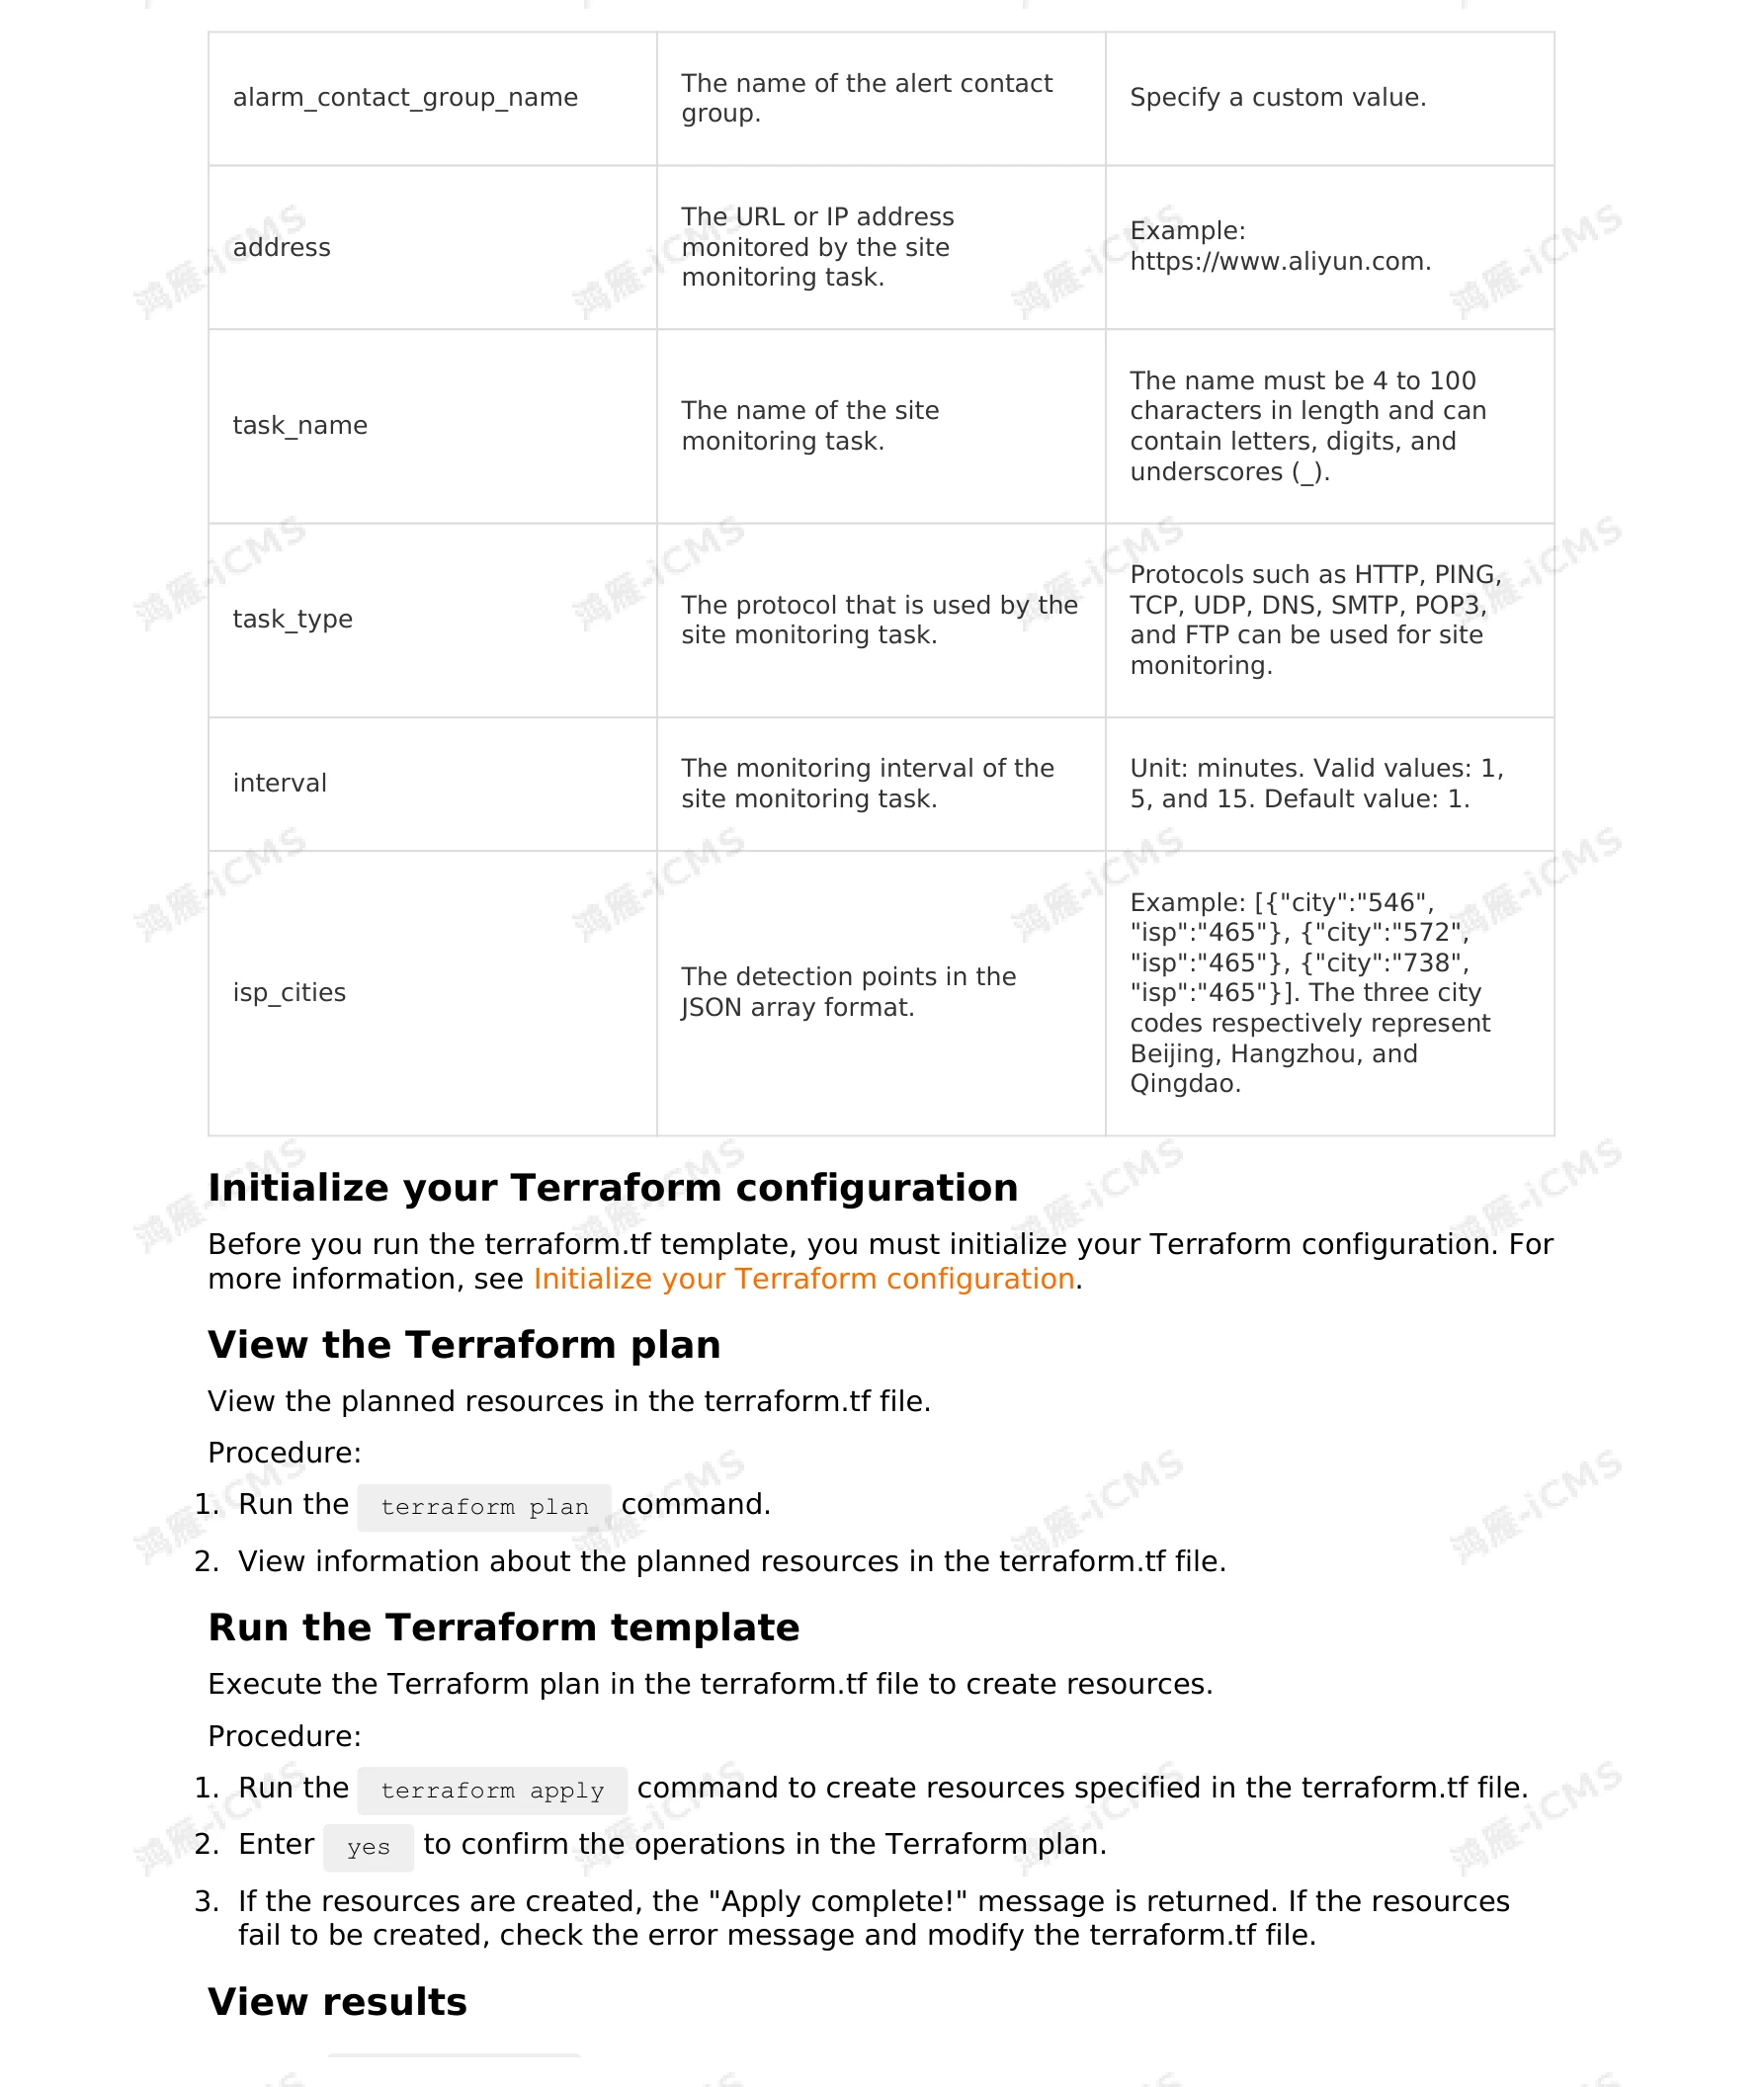 alarm_contact_group_name
The name of the alert contact
group.
Specify a custom value.
address
The URL or IP address
monitored by the site
monitoring task.
Example:
https://www.aliyun.com.
task_name
The name of the site
monitoring task.
The name must be 4 to 100
characters in length and can
contain letters, digits, and
underscores (_).
task_type
The protocol that is used by the
site monitoring task.
Protocols such as HTTP, PING,
TCP, UDP, DNS, SMTP, POP3,
and FTP can be used for site
monitoring.
interval
The monitoring interval of the
site monitoring task.
Unit: minutes. Valid values: 1,
5, and 15. Default value: 1.
isp_cities
The detection points in the
JSON array format.
Example: [{"city":"546",
"isp":"465"}, {"city":"572",
"isp":"465"}, {"city":"738",
"isp":"465"}]. The three city
codes respectively represent
Beijing, Hangzhou, and
Qingdao.
Initialize your Terraform configuration
Before you run the terraform.tf template, you must initialize your Terraform configuration. For
more information, see Initialize your Terraform configuration.
View the Terraform plan
View the planned resources in the terraform.tf file.
Procedure:
1. Run the terraform plan command.
2. View information about the planned resources in the terraform.tf file.
Run the Terraform template
Execute the Terraform plan in the terraform.tf file to create resources.
Procedure:
1. Run the terraform apply command to create resources specified in the terraform.tf file.
2. Enter yes to confirm the operations in the Terraform plan.
3. If the resources are created, the "Apply complete!" message is returned. If the resources
fail to be created, check the error message and modify the terraform.tf file.
View results
鸿雁-iCMS